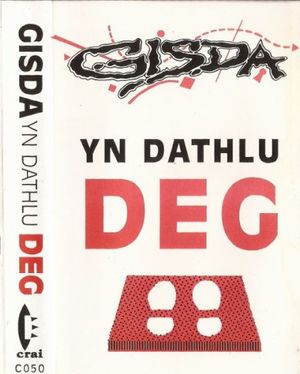 GISDA YN DATHLU DEG
crai
C050
GISDA
YN DATHLU
DEG